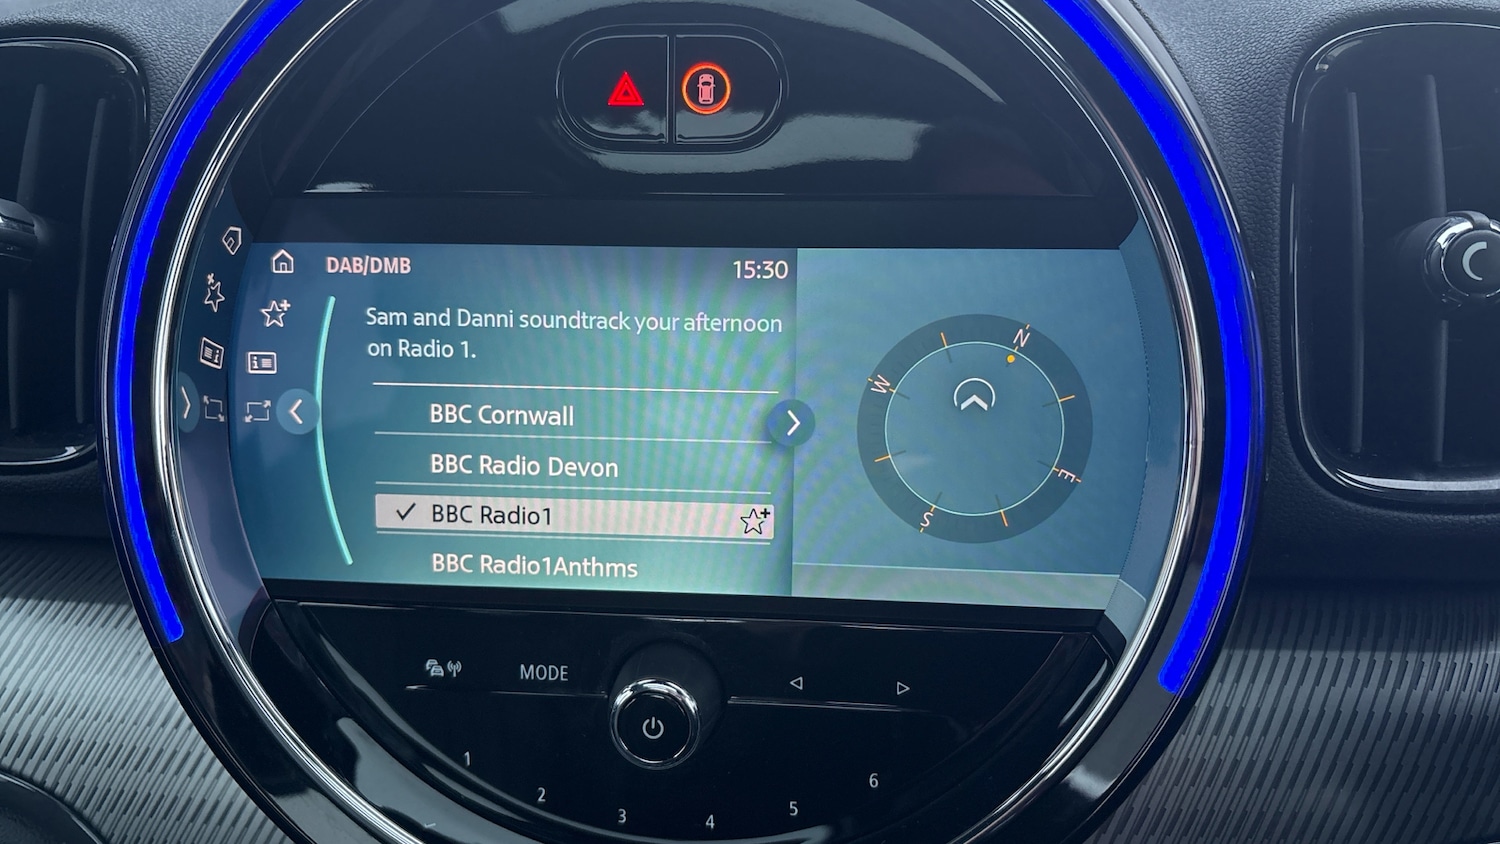 DAB/DMB
15:30
Sam and Danni soundtrack your afternoon
on Radio 1.
BBC Cornwall
BBC Radio Devon
BBC Radio1
BBC Radio1Anthms
N
W
E
S
MODE
1
2
3
4
5
6